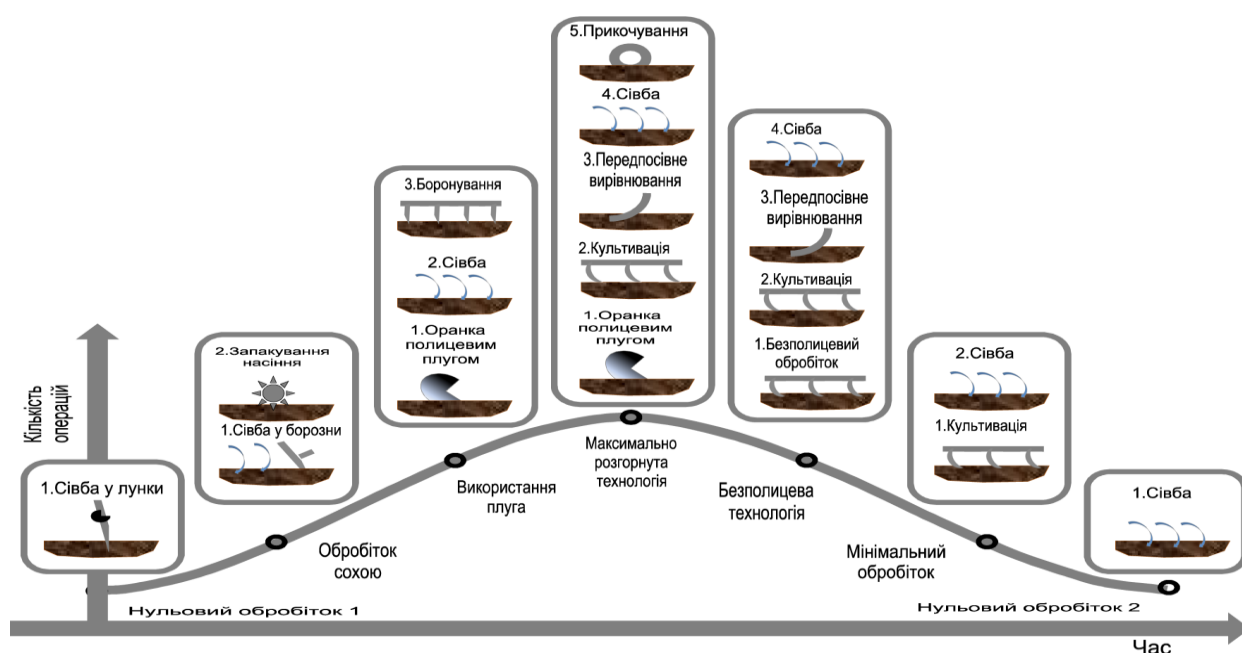 5.Прикочування
4.Сівба
3.Передпосівне
вирівнювання
2.Культивація
1.Оранка
полицевим
плугом
4.Сівба
3.Передпосівне
вирівнювання
2.Культивація
1.Безполицевий
обробіток
3.Боронування
2.Сівба
1.Оранка
полицевим
плугом
2.Запакування
насіння
1.Сівба у борозни
2.Сівба
1.Культивація
Кількість
операцій
1.Сівба у лунки
1.Сівба
Нульовий обробіток 1
Обробіток
сохою
Використання
плуга
Максимально
розгорнута
технологія
Безполицева
технологія
Мінімальний
обробіток
Нульовий обробіток 2
Час